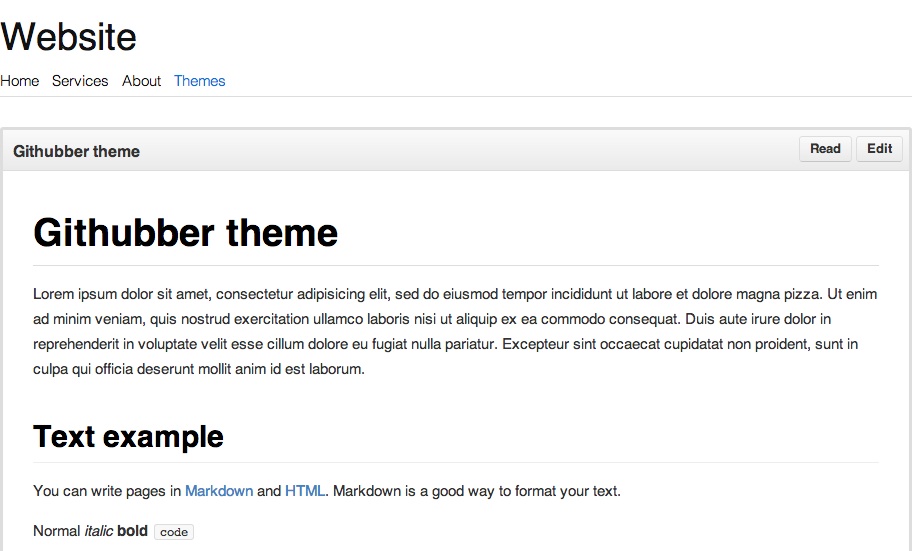 Website
Home Services About Themes
Githubber theme Read Edit
Githubber theme
Lorem ipsum dolor sit amet, consectetur adipisicing elit, sed do eiusmod tempor incididunt ut labore et dolore magna pizza. Ut enim
ad minim veniam, quis nostrud exercitation ullamco laboris nisi ut aliquip ex ea commodo consequat. Duis aute irure dolor in
reprehenderit in voluptate velit esse cillum dolore eu fugiat nulla pariatur. Excepteur sint occaecat cupidatat non proident, sunt in
culpa qui officia deserunt mollit anim id est laborum.
Text example
You can write pages in Markdown and HTML. Markdown is a good way to format your text.
Normal italic bold code